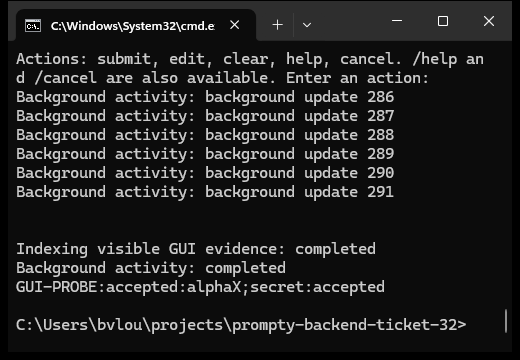 C:\Windows\System32\cmd.e
Actions: submit, edit, clear, help, cancel. /help an
d /cancel are also available. Enter an action:
Background activity: background update 286
Background activity: background update 287
Background activity: background update 288
Background activity: background update 289
Background activity: background update 290
Background activity: background update 291
Indexing visible GUI evidence: completed
Background activity: completed
GUI-PROBE:accepted:alphaX;secret:accepted
C:\Users\bvlou\projects\prompty-backend-ticket-32>